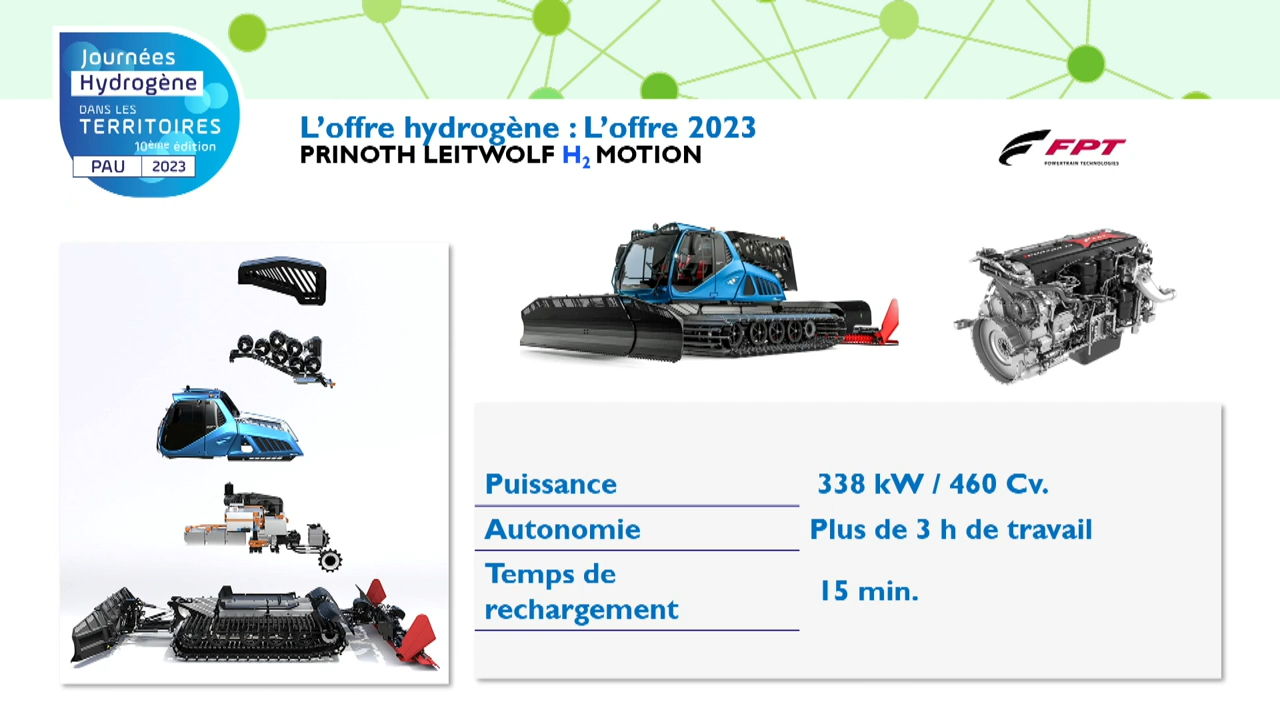 Journées
Hydrogène
DANS LES
TERRITOIRES
10ème édition
PAU 2023
L'offre hydrogène : L'offre 2023
PRINOTH LEITWOLF H₂ MOTION
FPT
POWERTRAIN TECHNOLOGIES
Puissance 338 kW / 460 Cv.
Autonomie Plus de 3 h de travail
Temps de
rechargement 15 min.